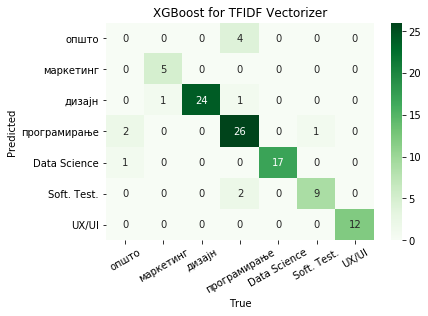 XGBoost for TFIDF Vectorizer
Predicted
општо 0 0 0 4 0 0 0
маркетинг 0 5 0 0 0 0 0
дизајн 0 1 24 1 0 0 0
програмирање 2 0 0 26 0 1 0
Data Science 1 0 0 0 17 0 0
Soft. Test. 0 0 0 2 0 9 0
UX/UI 0 0 0 0 0 0 12
општо маркетинг дизајн програмирање Data Science Soft. Test. UX/UI
True
25
20
15
10
5
0